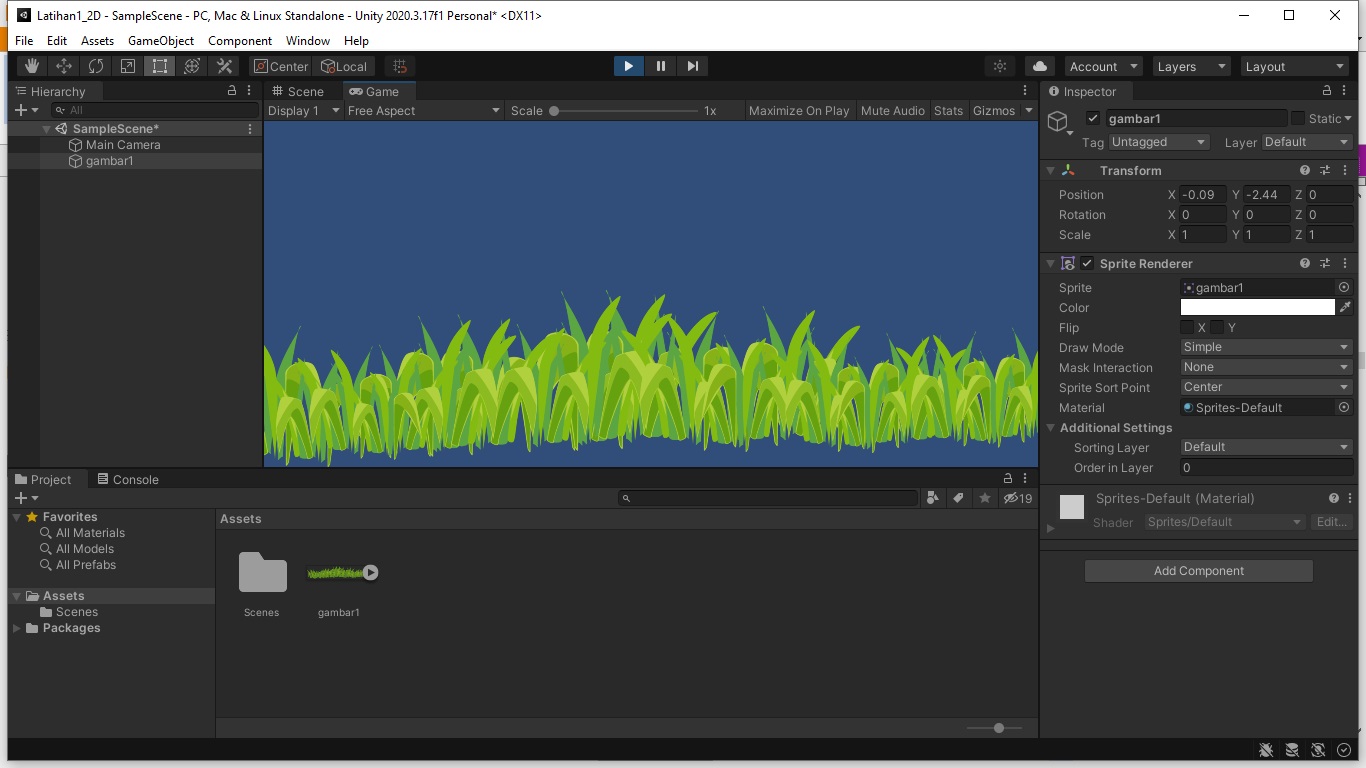 Latihan1_2D - SampleScene - PC, Mac & Linux Standalone - Unity 2020.3.17f1 Personal* <DX11>
File Edit Assets GameObject Component Window Help
Center Local Account Layers Layout
Hierarchy
All
SampleScene*
Main Camera
gambar1
Scene Game
Display 1 Free Aspect Scale 1x Maximize On Play Mute Audio Stats Gizmos
Inspector
gambar1 Static
Tag Untagged Layer Default
Transform
Position X -0.09 Y -2.44 Z 0
Rotation X 0 Y 0 Z 0
Scale X 1 Y 1 Z 1
Sprite Renderer
Sprite gambar1
Color
Flip X Y
Draw Mode Simple
Mask Interaction None
Sprite Sort Point Center
Material Sprites-Default
Additional Settings
Sorting Layer Default
Order in Layer 0
Sprites-Default (Material)
Shader Sprites/Default Edit...
Add Component
Project Console
19
Favorites
All Materials
All Models
All Prefabs
Assets
Scenes
Packages
Assets
Scenes gambar1